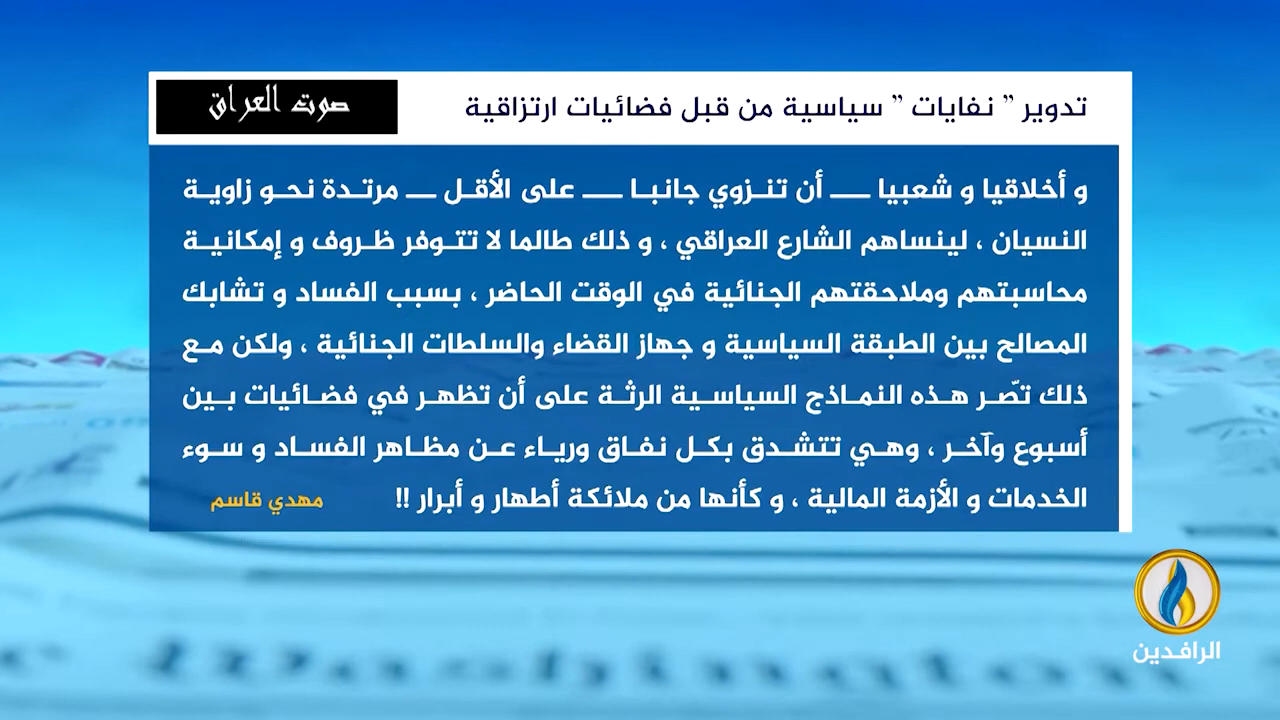 تدوير ” نفايات ” سياسية من قبل فضائيات ارتزاقية
صوت العراق
و أخلاقيا و شعبيا ـــ أن تنـزوي جانبـا ـــ على الأقـل ـــ مرتـدة نحـو زاويـة
النسيان ، لينساهم الشارع العراقي ، و ذلك طالما لا تتـوفر ظـروف و إمكانيـة
محاسبتهم وملاحقتهم الجنائية في الوقت الحاضر ، بسبب الفساد و تشابك
المصالح بين الطبقة السياسية و جهاز القضاء والسلطات الجنائية ، ولكن مـع
ذلك تصّـر هـذه النمـاذج السياسـية الرثـة على أن تظهـر في فضـائيات بـين
أسبوع وآخـر ، وهـي تتشـدق بكـل نفـاق وريـاء عـن مظـاهر الفسـاد و سـوء
الخدمات و الأزمة المالية ، و كأنها من ملائكة أطهار و أبرار !!
مهدي قاسم
الرافدين